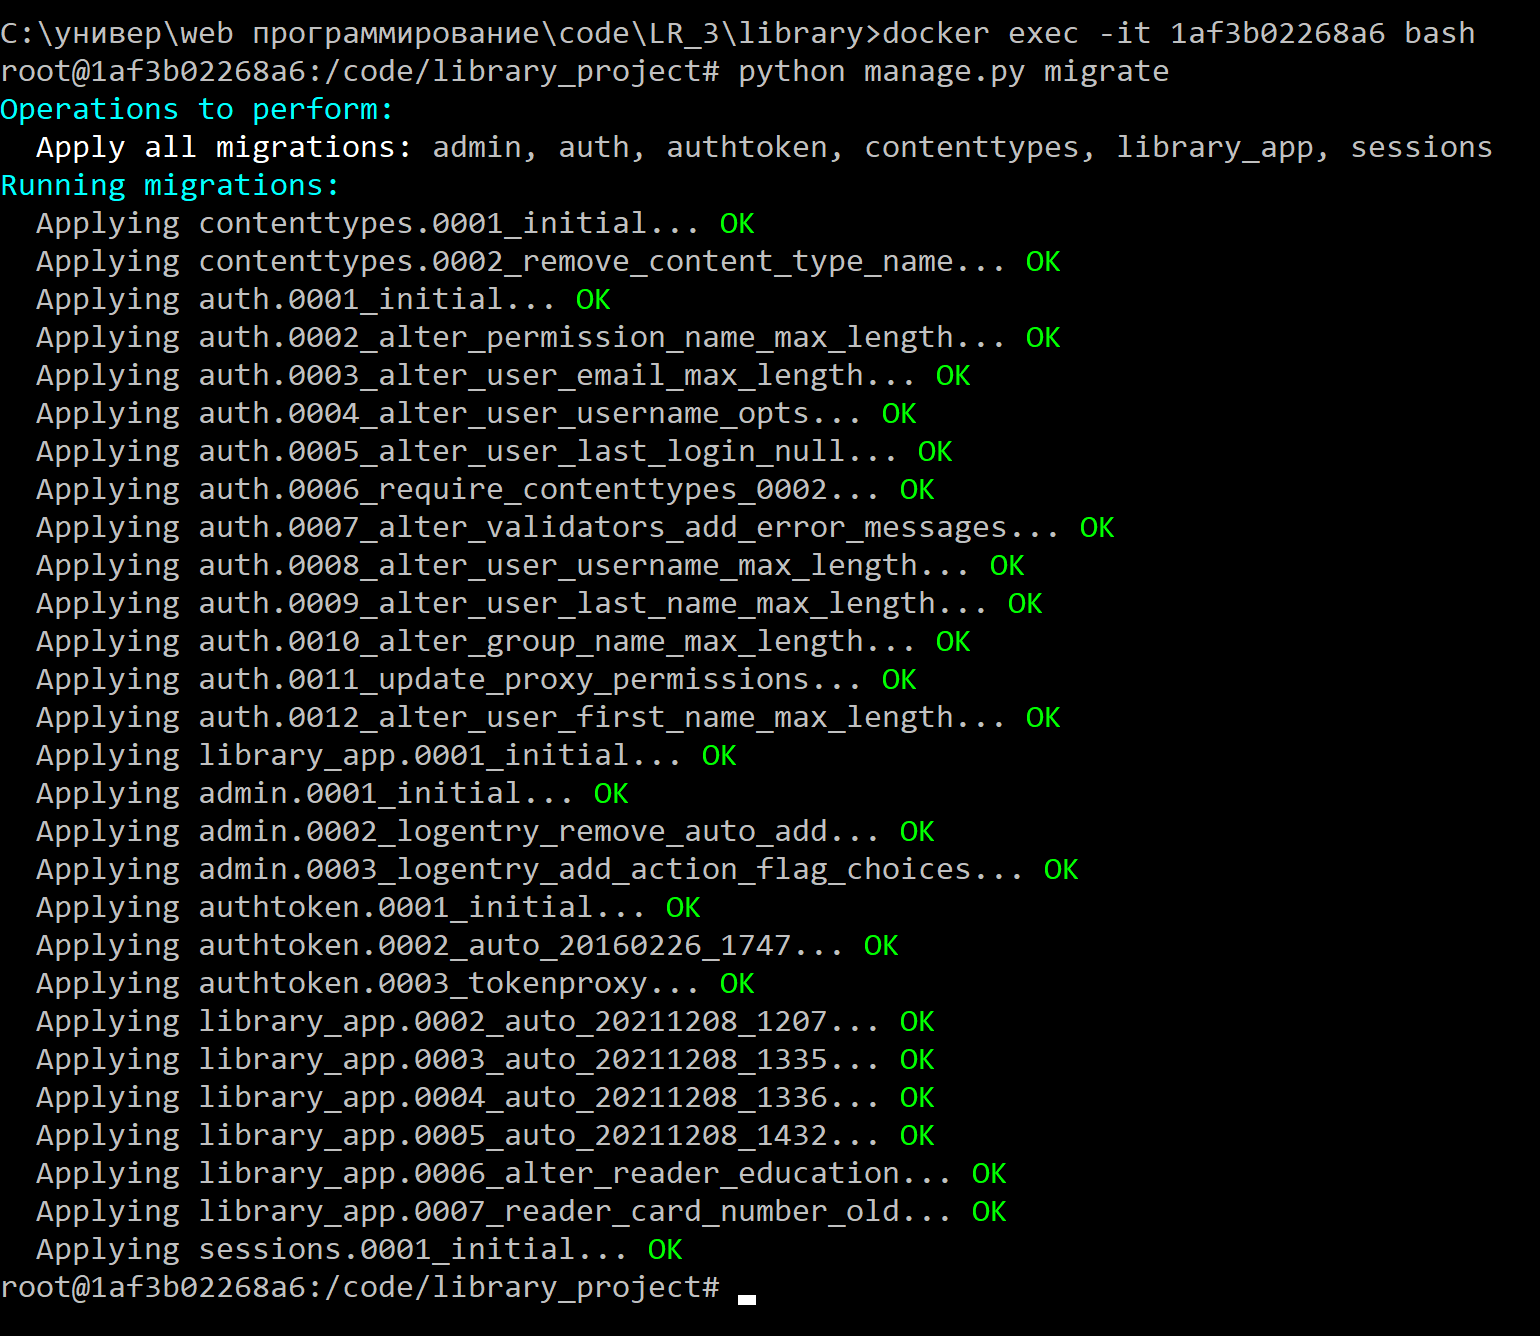 C:\универ\web программирование\code\LR_3\library>docker exec -it 1af3b02268a6 bash
root@1af3b02268a6:/code/library_project# python manage.py migrate
Operations to perform:
  Apply all migrations: admin, auth, authtoken, contenttypes, library_app, sessions
Running migrations:
  Applying contenttypes.0001_initial... OK
  Applying contenttypes.0002_remove_content_type_name... OK
  Applying auth.0001_initial... OK
  Applying auth.0002_alter_permission_name_max_length... OK
  Applying auth.0003_alter_user_email_max_length... OK
  Applying auth.0004_alter_user_username_opts... OK
  Applying auth.0005_alter_user_last_login_null... OK
  Applying auth.0006_require_contenttypes_0002... OK
  Applying auth.0007_alter_validators_add_error_messages... OK
  Applying auth.0008_alter_user_username_max_length... OK
  Applying auth.0009_alter_user_last_name_max_length... OK
  Applying auth.0010_alter_group_name_max_length... OK
  Applying auth.0011_update_proxy_permissions... OK
  Applying auth.0012_alter_user_first_name_max_length... OK
  Applying library_app.0001_initial... OK
  Applying admin.0001_initial... OK
  Applying admin.0002_logentry_remove_auto_add... OK
  Applying admin.0003_logentry_add_action_flag_choices... OK
  Applying authtoken.0001_initial... OK
  Applying authtoken.0002_auto_20160226_1747... OK
  Applying authtoken.0003_tokenproxy... OK
  Applying library_app.0002_auto_20211208_1207... OK
  Applying library_app.0003_auto_20211208_1335... OK
  Applying library_app.0004_auto_20211208_1336... OK
  Applying library_app.0005_auto_20211208_1432... OK
  Applying library_app.0006_alter_reader_education... OK
  Applying library_app.0007_reader_card_number_old... OK
  Applying sessions.0001_initial... OK
root@1af3b02268a6:/code/library_project#